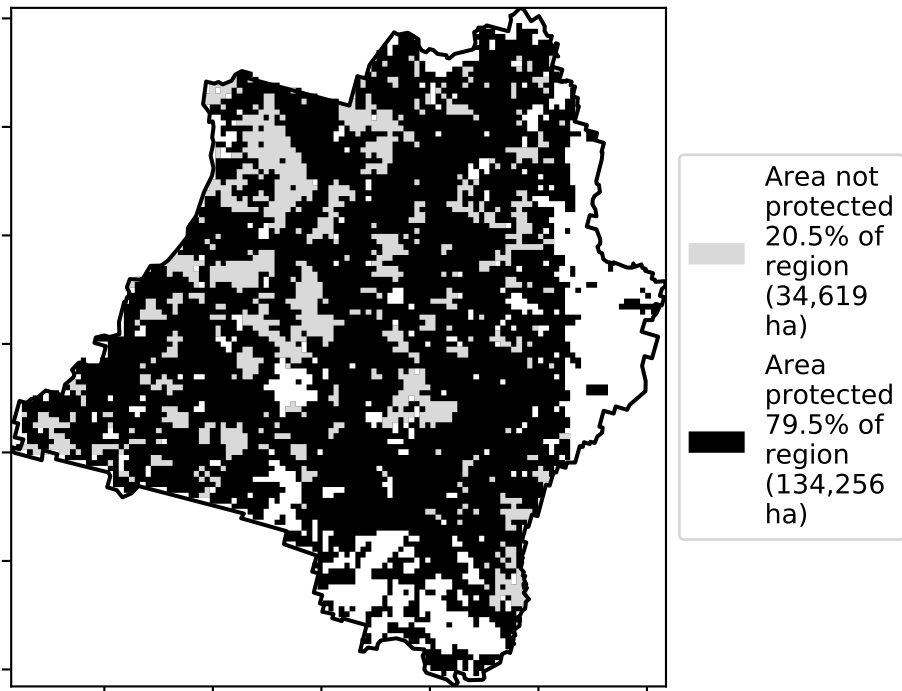 Area not
protected
20.5% of
region
(34,619
ha)
Area
protected
79.5% of
region
(134,256
ha)